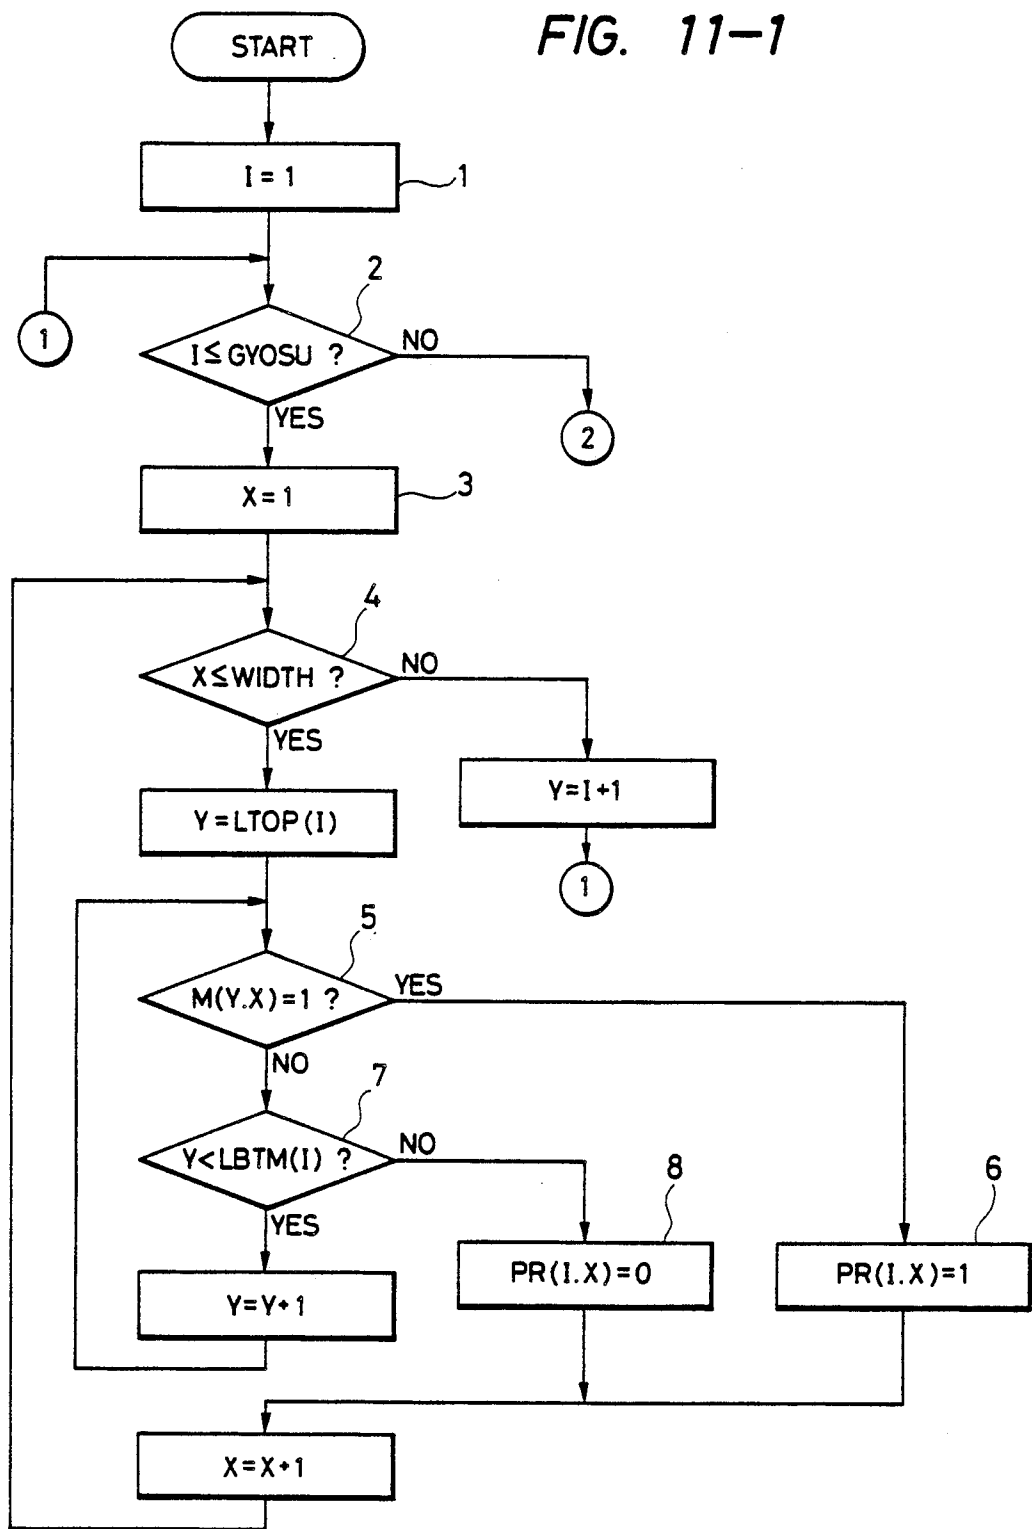 FIG. 11-1
START
I = 1
1
1
2
I ≤ GYOSU ?
NO
YES
2
X = 1
3
4
X ≤ WIDTH ?
NO
YES
Y = LTOP (I)
Y = I + 1
1
5
M(Y.X) = 1 ?
YES
NO
7
Y < LBTM(I) ?
NO
YES
8
6
Y = Y + 1
PR(I.X) = 0
PR(I.X) = 1
X = X + 1